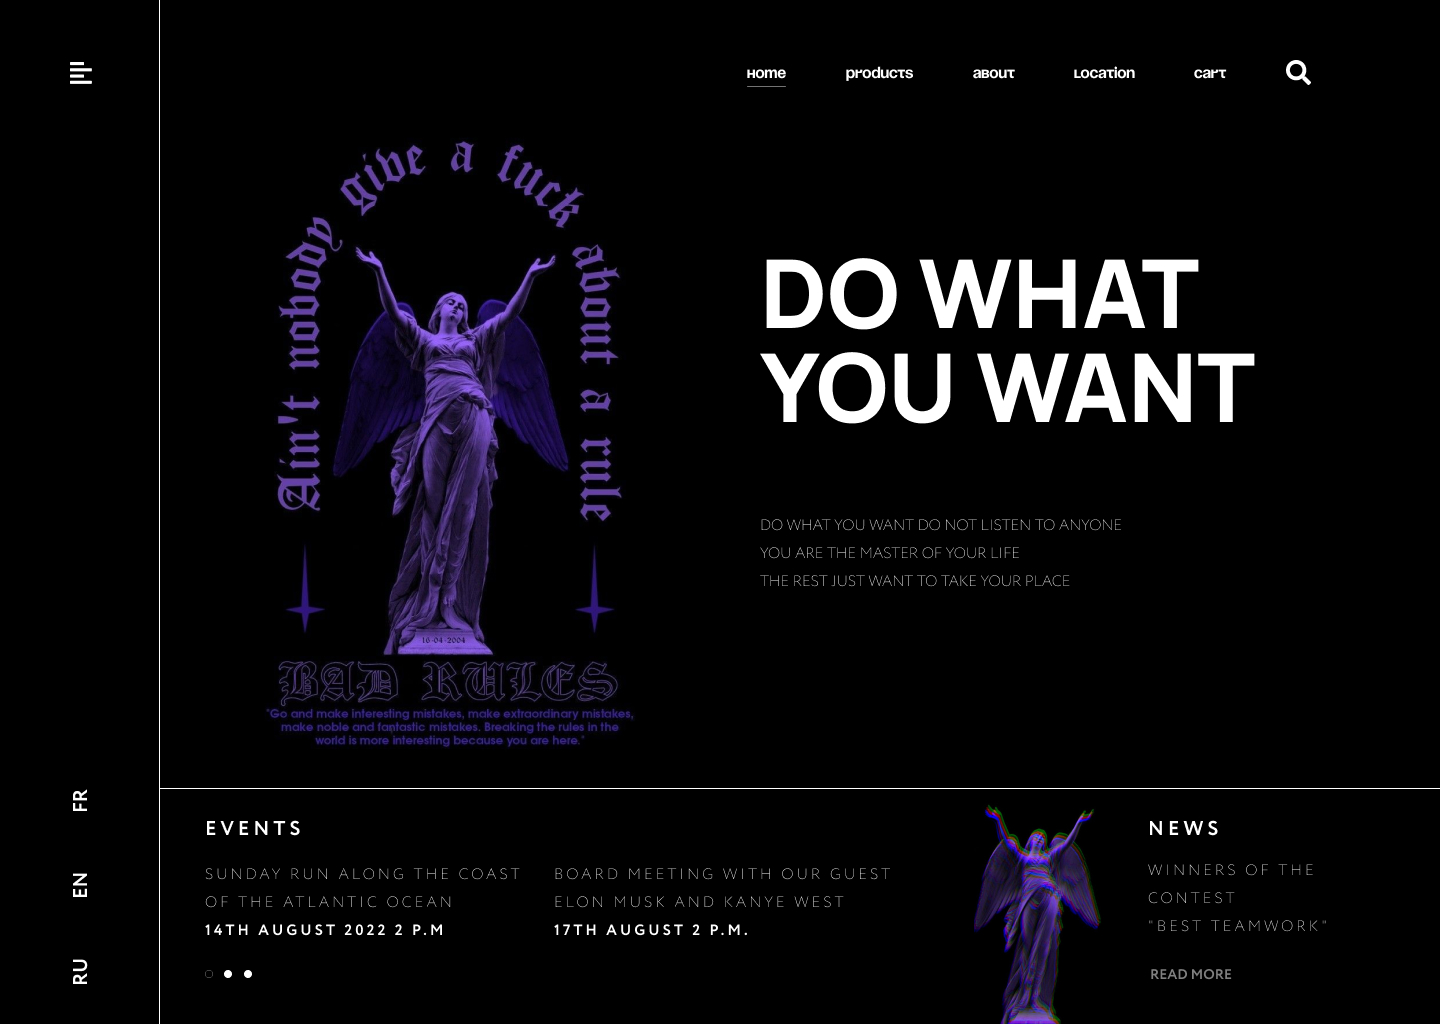 Home products about Location cart
Ain't nobody give a fuck about a rule
DO WHAT
YOU WANT
DO WHAT YOU WANT DO NOT LISTEN TO ANYONE
YOU ARE THE MASTER OF YOUR LIFE
THE REST JUST WANT TO TAKE YOUR PLACE
16-04-2004
BAD RULES
"Go and make interesting mistakes, make extraordinary mistakes,
make noble and fantastic mistakes. Breaking the rules in the
world is more interesting because you are here."
FR
EN
RU
EVENTS
SUNDAY RUN ALONG THE COAST
OF THE ATLANTIC OCEAN
14TH AUGUST 2022 2 P.M
BOARD MEETING WITH OUR GUEST
ELON MUSK AND KANYE WEST
17TH AUGUST 2 P.M.
NEWS
WINNERS OF THE
CONTEST
"BEST TEAMWORK"
READ MORE